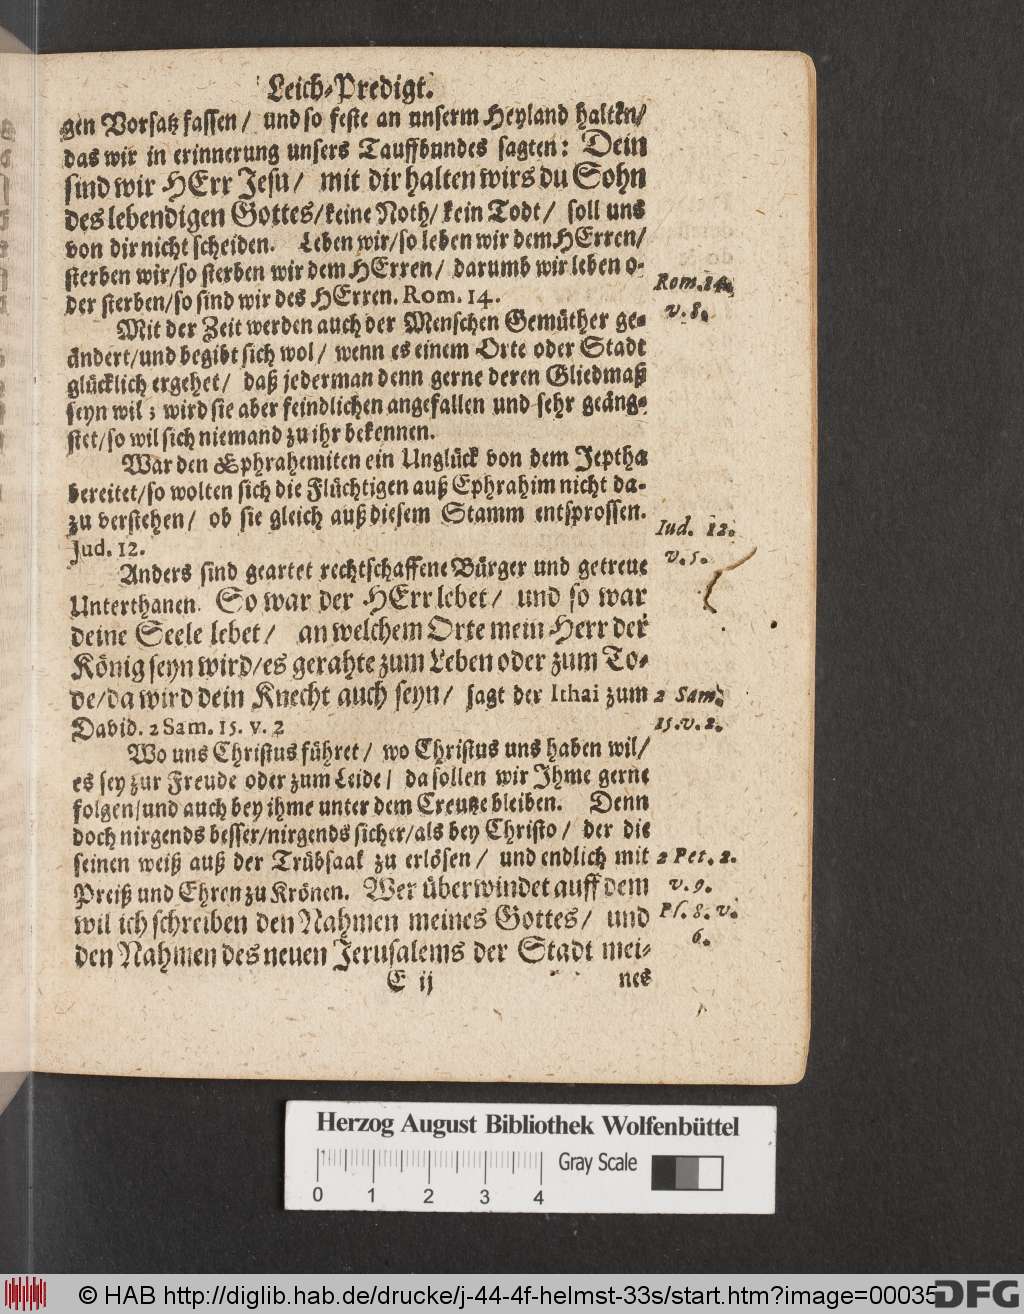 Leich-Predigt.
gen Vorsatz fassen/ und so feste an unserm Heyland halten/
das wir in erinnerung unsers Tauffbundes sagten: Dein
sind wir HErr Jesu/ mit dir halten wirs du Sohn
des lebendigen Gottes/ keine Noth/ kein Todt/ soll uns
von dir nicht scheiden. Leben wir/ so leben wir dem HErren/
sterben wir/ so sterben wir dem HErren/ darumb wir leben o-
der sterben/ so sind wir des HErren. Rom. 14.
Rom. 14.
v. 8.
Mit der Zeit werden auch der Menschen Gemüther ge-
ändert/ und begibt sich wol/ wenn es einem Orte oder Stadt
glücklich ergehet/ daß jederman denn gerne deren Gliedmaß
seyn wil; wird sie aber feindlichen angefallen und sehr geäng-
stet/ so wil sich niemand zu ihr bekennen.
War den Ephrahemiten ein Unglück von dem Jeptha
bereitet/ so wolten sich die Flüchtigen auß Ephrahim nicht da-
zu verstehen/ ob sie gleich auß diesem Stamm entsprossen.
Jud. 12.
Iud. 12.
v. 5.
Anders sind geartet rechtschaffene Bürger und getreue
Unterthanen. So war der HErr lebet/ und so war
deine Seele lebet/ an welchem Orte mein Herr der
König seyn wird/ es gerahte zum Leben oder zum To-
de/ da wird dein Knecht auch seyn/ sagt der Ithai zum
David. 2 Sam. 15. v. 2
2 Sam.
15. v. 2.
Wo uns Christus führet/ wo Christus uns haben wil/
es sey zur Freude oder zum Leide/ da sollen wir Jhme gerne
folgen/ und auch bey ihme unter dem Creutze bleiben. Denn
doch nirgends besser/ nirgends sicher/ als bey Christo/ der die
seinen weiß auß der Trübsaal zu erlösen/ und endlich mit
Preiß und Ehren zu Krönen. Wer überwindet auff dem
wil ich schreiben den Nahmen meines Gottes/ und
den Nahmen des neuen Jerusalems der Stadt mei-
2 Pet. 2.
v. 9.
Ps. 8. v.
6.
E ij
nes
Herzog August Bibliothek Wolfenbüttel
Gray Scale
0 1 2 3 4
© HAB http://diglib.hab.de/drucke/j-44-4f-helmst-33s/start.htm?image=00035
DFG